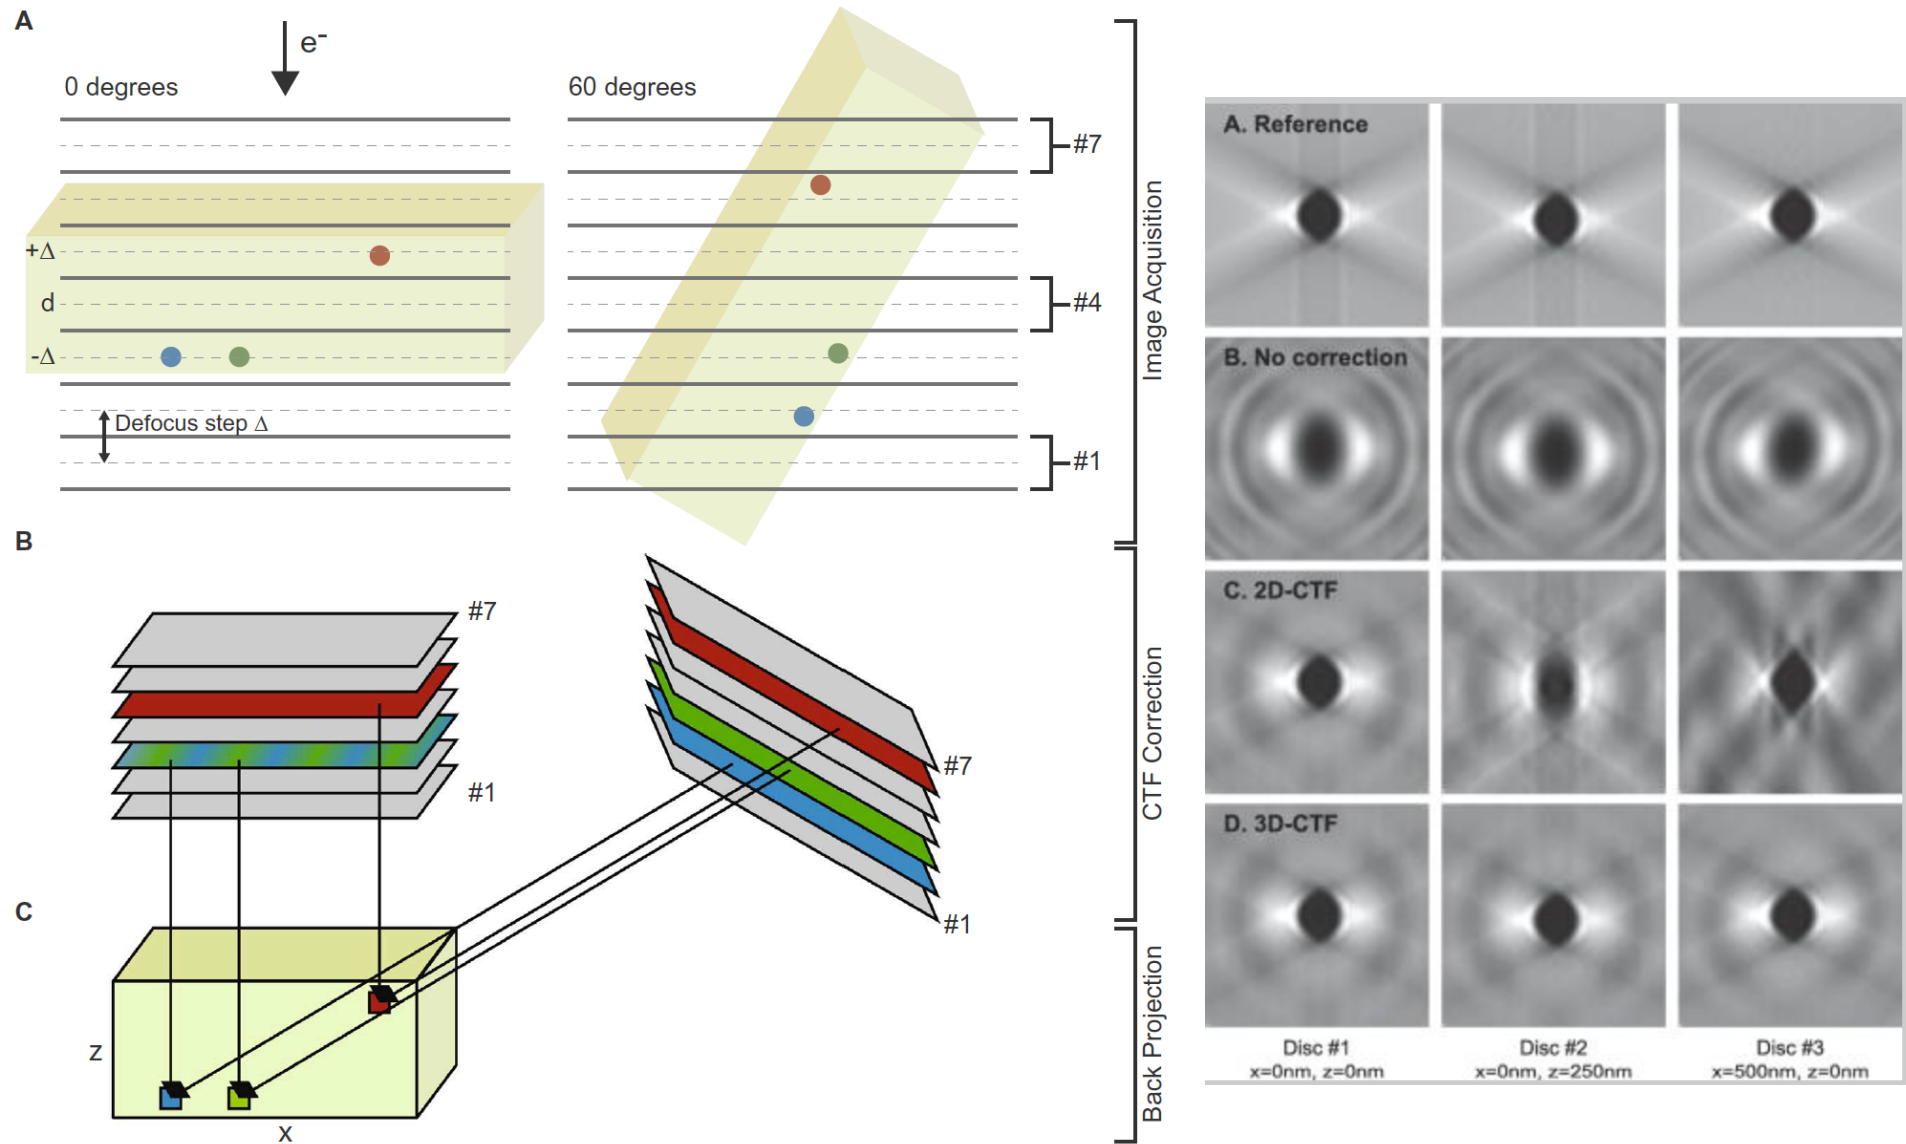 A
e-
0 degrees
60 degrees
#7
+Δ
d
#4
-Δ
Defocus step Δ
#1
Image Acquisition
B
#7
#1
#7
#1
CTF Correction
C
z
x
Back Projection
A. Reference
B. No correction
C. 2D-CTF
D. 3D-CTF
Disc #1
x=0nm, z=0nm
Disc #2
x=0nm, z=250nm
Disc #3
x=500nm, z=0nm